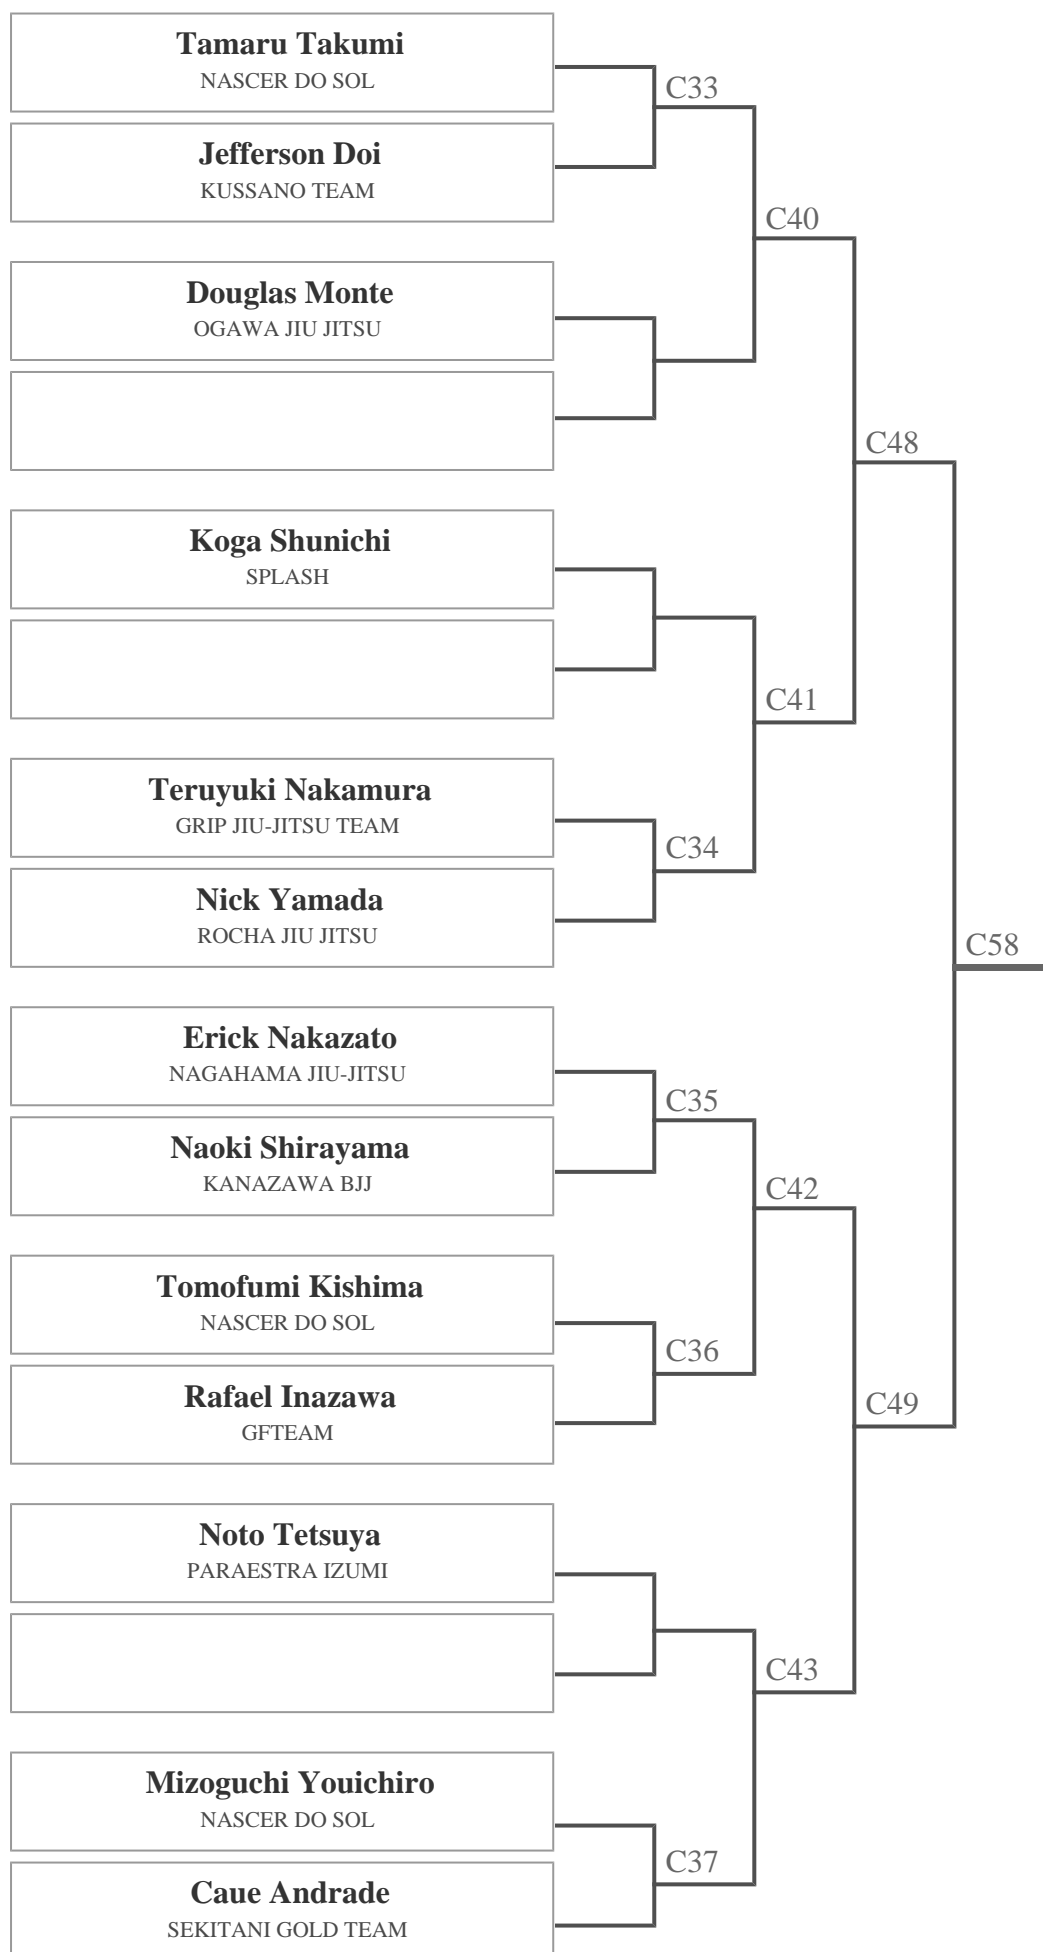 Tamaru Takumi
NASCER DO SOL
C33
Jefferson Doi
KUSSANO TEAM
C40
Douglas Monte
OGAWA JIU JITSU
C48
Koga Shunichi
SPLASH
C41
Teruyuki Nakamura
GRIP JIU-JITSU TEAM
C34
Nick Yamada
ROCHA JIU JITSU
C58
Erick Nakazato
NAGAHAMA JIU-JITSU
C35
Naoki Shirayama
KANAZAWA BJJ
C42
Tomofumi Kishima
NASCER DO SOL
C36
Rafael Inazawa
GFTEAM
C49
Noto Tetsuya
PARAESTRA IZUMI
C43
Mizoguchi Youichiro
NASCER DO SOL
C37
Caue Andrade
SEKITANI GOLD TEAM